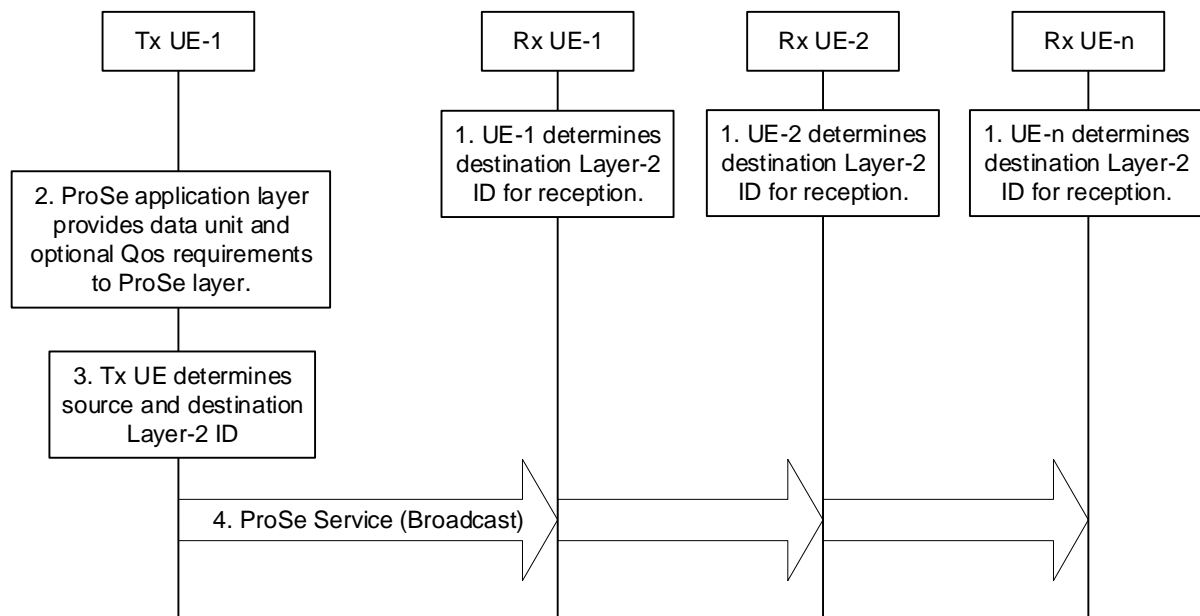 Tx UE-1
Rx UE-1
Rx UE-2
Rx UE-n
1. UE-1 determines
destination Layer-2
ID for reception.
1. UE-2 determines
destination Layer-2
ID for reception.
1. UE-n determines
destination Layer-2
ID for reception.
2. ProSe application layer
provides data unit and
optional Qos requirements
to ProSe layer.
3. Tx UE determines
source and destination
Layer-2 ID
4. ProSe Service (Broadcast)